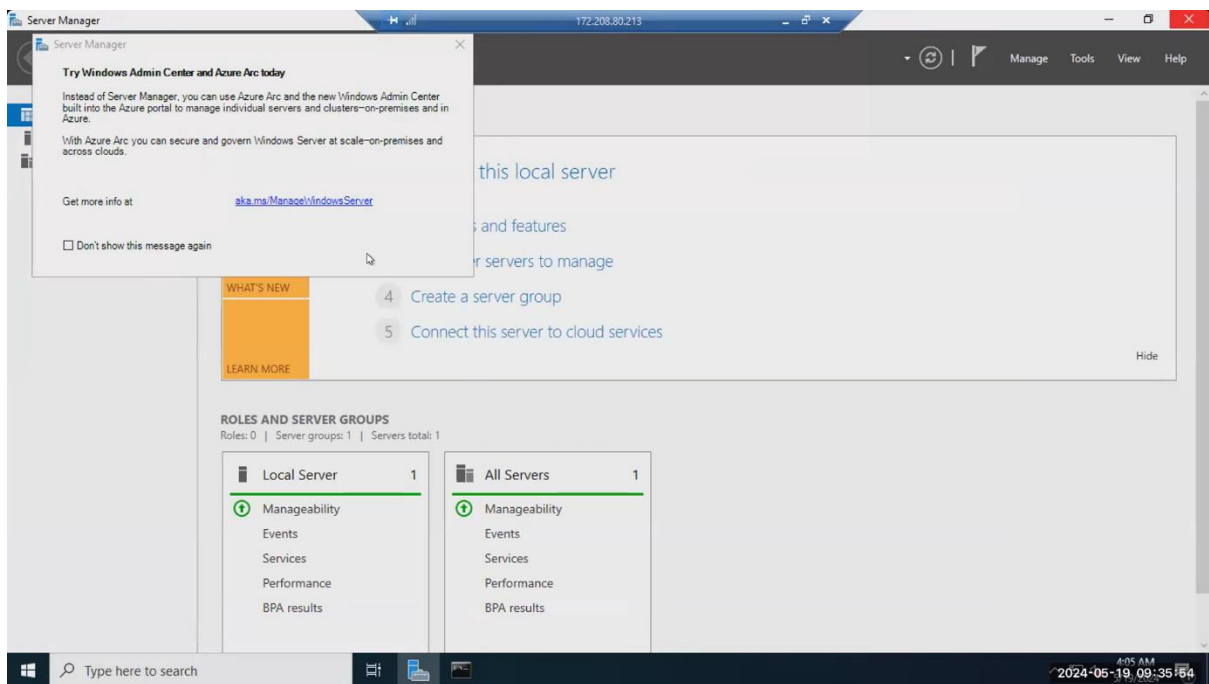 Server Manager
172.208.80.213
Server Manager
Try Windows Admin Center and Azure Arc today
Instead of Server Manager, you can use Azure Arc and the new Windows Admin Center
built into the Azure portal to manage individual servers and clusters–on-premises and in
Azure.
With Azure Arc you can secure and govern Windows Server at scale–on-premises and
across clouds.
Get more info at aka.ms/ManageWindowsServer
Don't show this message again
Manage Tools View Help
this local server
and features
servers to manage
4 Create a server group
5 Connect this server to cloud services
WHAT'S NEW
LEARN MORE
Hide
ROLES AND SERVER GROUPS
Roles: 0 | Server groups: 1 | Servers total: 1
Local Server 1
Manageability
Events
Services
Performance
BPA results
All Servers 1
Manageability
Events
Services
Performance
BPA results
Type here to search
4:05 AM
2024-05-19 09:35:54